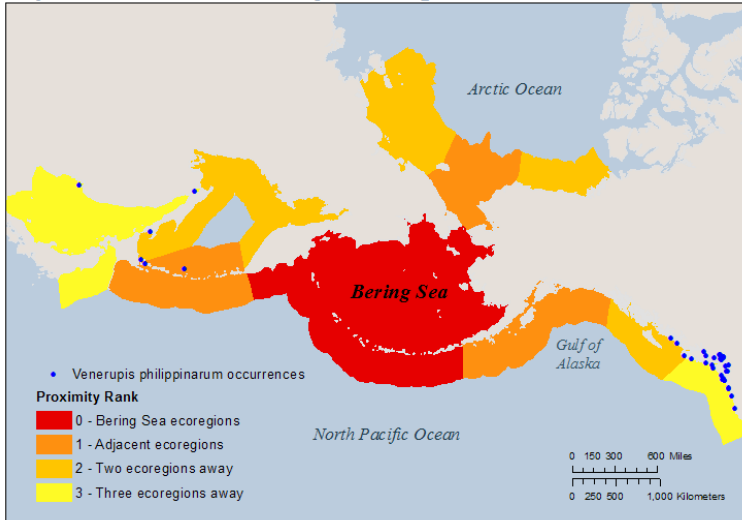 Arctic Ocean
Bering Sea
Gulf of
Alaska
North Pacific Ocean
Venerupis philippinarum occurrences
Proximity Rank
0 - Bering Sea ecoregions
1 - Adjacent ecoregions
2 - Two ecoregions away
3 - Three ecoregions away
0 150 300 600 Miles
0 250 500 1,000 Kilometers